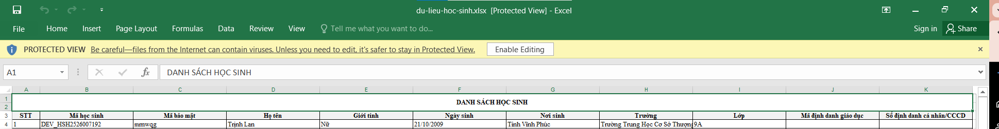 du-lieu-hoc-sinh.xlsx [Protected View] - Excel
File Home Insert Page Layout Formulas Data Review View Tell me what you want to do... Sign in Share
PROTECTED VIEW Be careful—files from the Internet can contain viruses. Unless you need to edit, it's safer to stay in Protected View. Enable Editing
A1 fx DANH SÁCH HỌC SINH
A B C D E F G H I J K
1 DANH SÁCH HỌC SINH
2
3 STT Mã học sinh Mã bảo mật Họ tên Giới tính Ngày sinh Nơi sinh Trường Lớp Mã định danh giáo dục Số định danh cá nhân/CCCD
4 1 DEV_HSH2526007192 mrnwqg Trịnh Lan Nữ 21/10/2009 Tỉnh Vĩnh Phúc Trường Trung Học Cơ Sở Thượng 9A